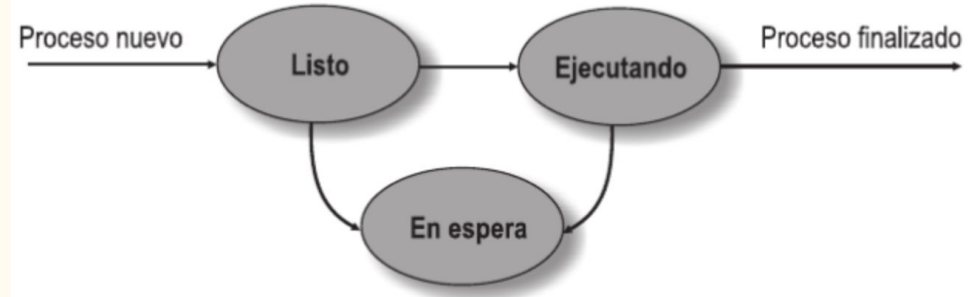 Proceso nuevo
Listo
Ejecutando
Proceso finalizado
En espera